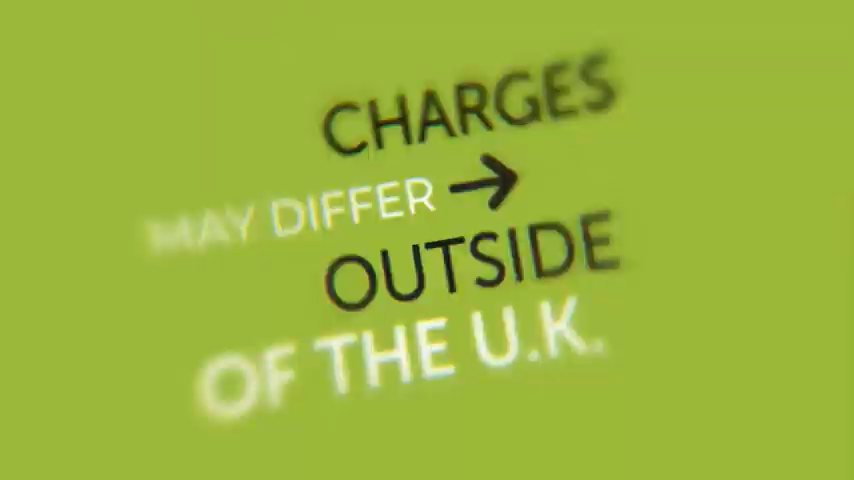 CHARGES
MAY DIFFER →
OUTSIDE
OF THE U.K.